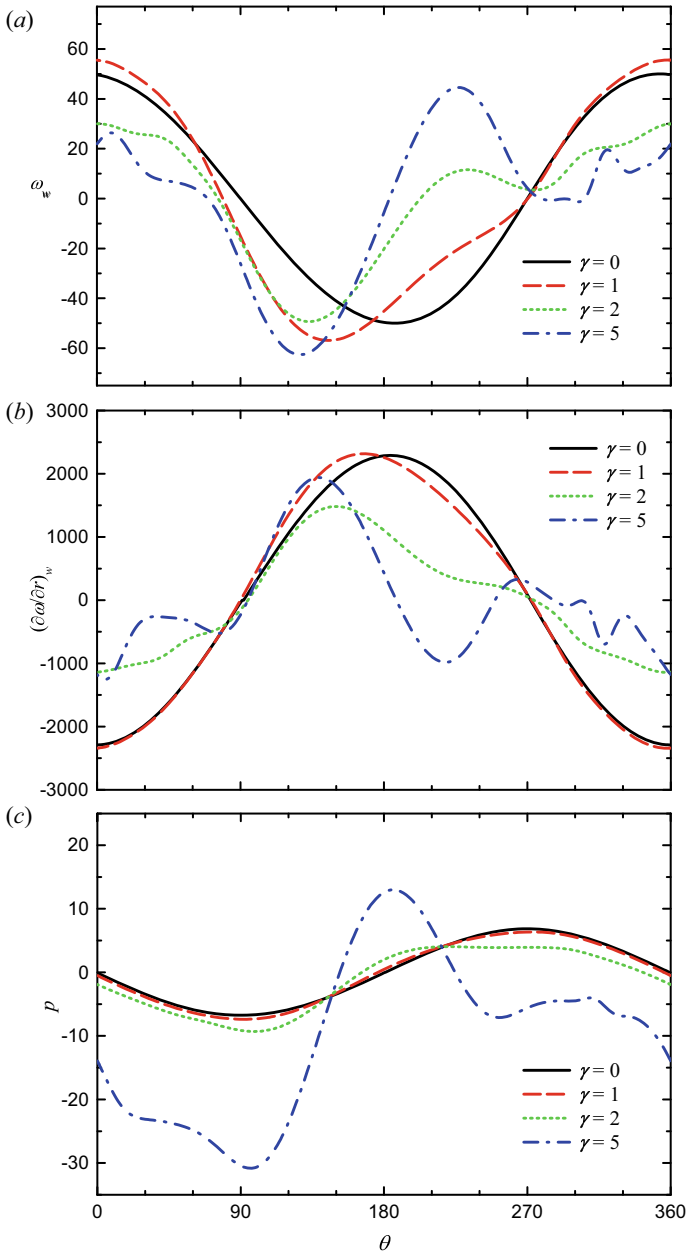 (a)
60
40
20
0
-20
-40
-60
ω_w
γ = 0
γ = 1
γ = 2
γ = 5
(b)
3000
2000
1000
0
-1000
-2000
-3000
(∂ω/∂r)_w
γ = 0
γ = 1
γ = 2
γ = 5
(c)
20
10
0
-10
-20
-30
p
γ = 0
γ = 1
γ = 2
γ = 5
0 90 180 270 360
θ